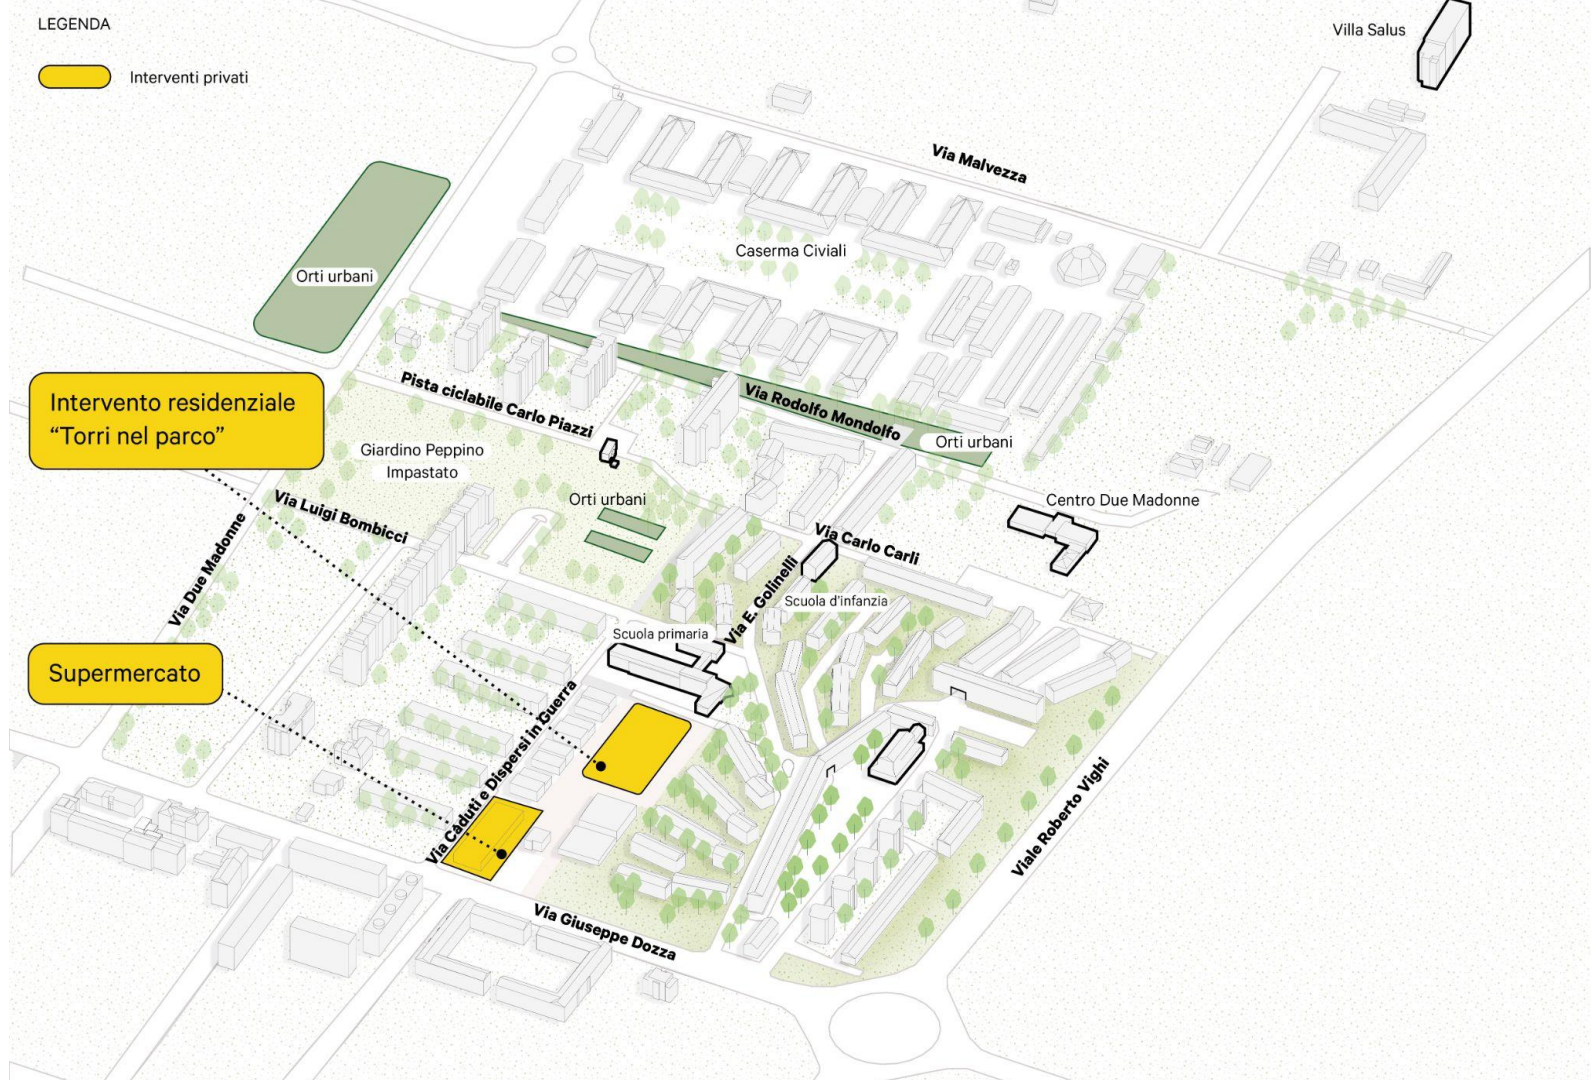 LEGENDA
Interventi privati
Villa Salus
Via Malvezza
Caserma Civiali
Orti urbani
Intervento residenziale
“Torri nel parco”
Pista ciclabile Carlo Piazzi
Via Rodolfo Mondolfo
Orti urbani
Giardino Peppino
Impastato
Orti urbani
Centro Due Madonne
Via Luigi Bombicci
Via Due Madonne
Via Carlo Carli
Via E. Golinelli
Scuola d'infanzia
Scuola primaria
Supermercato
Via Caduti e Dispersi in Guerra
Viale Roberto Vighi
Via Giuseppe Dozza